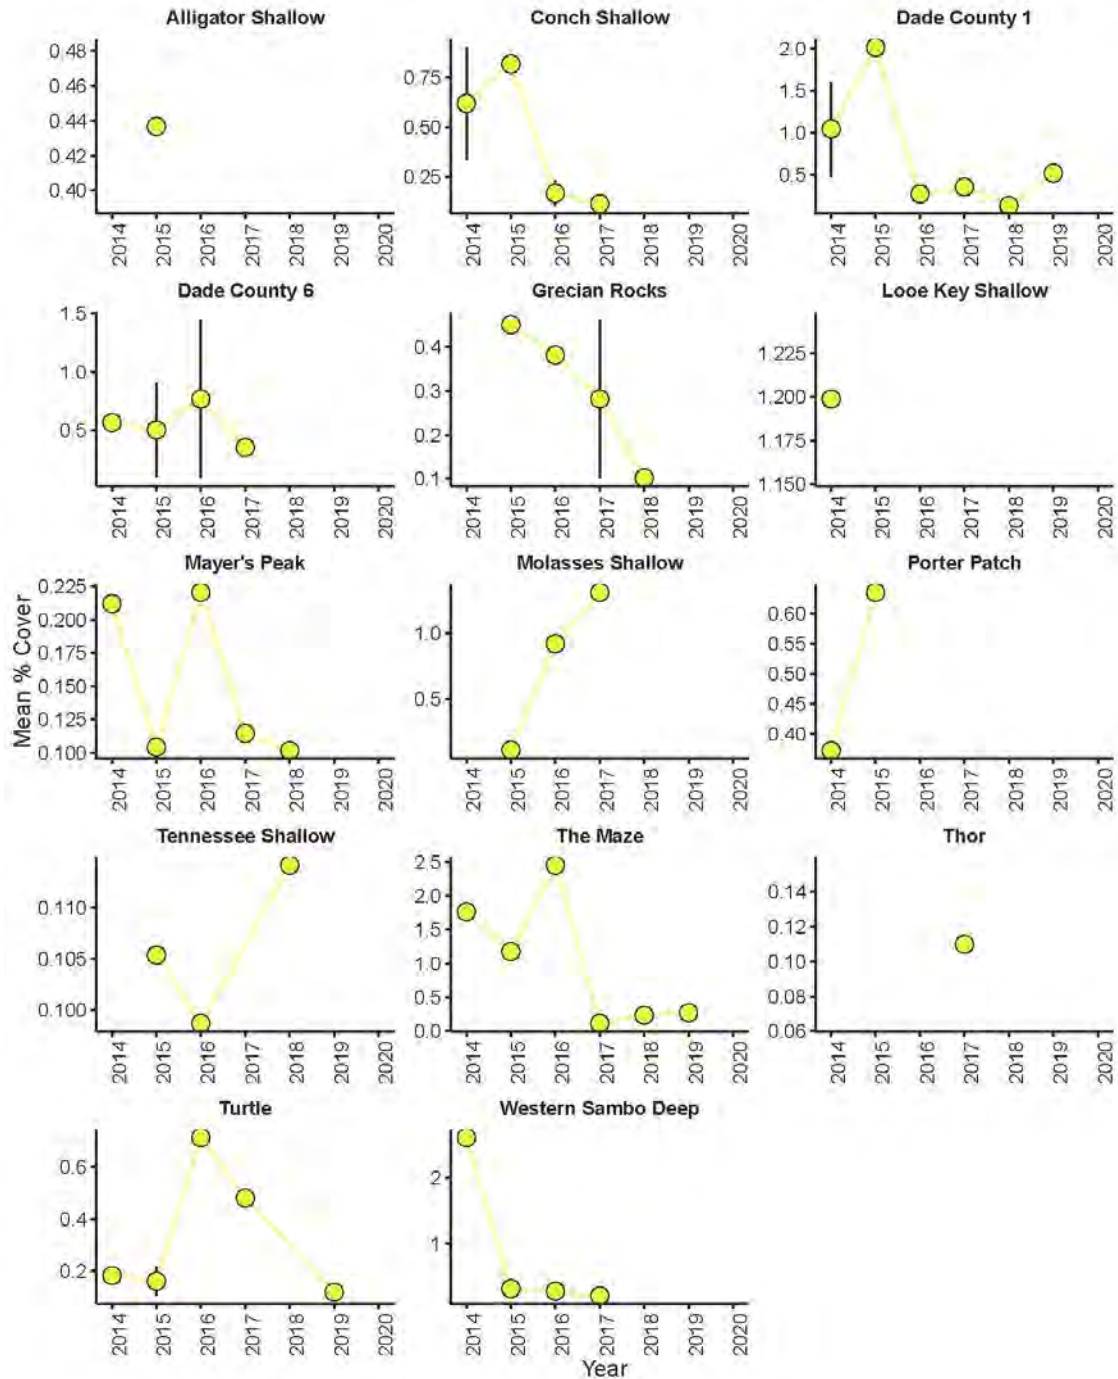 Alligator Shallow
Conch Shallow
Dade County 1
0.48
0.46
0.44
0.42
0.40
0.75
0.50
0.25
2.0
1.5
1.0
0.5
2014 2015 2016 2017 2018 2019 2020
2014 2015 2016 2017 2018 2019 2020
2014 2015 2016 2017 2018 2019 2020
Dade County 6
Grecian Rocks
Looe Key Shallow
1.5
1.0
0.5
0.4
0.3
0.2
0.1
1.225
1.200
1.175
1.150
2014 2015 2016 2017 2018 2019 2020
2014 2015 2016 2017 2018 2019 2020
2014 2015 2016 2017 2018 2019 2020
Mayer's Peak
Molasses Shallow
Porter Patch
Mean % Cover
0.225
0.200
0.175
0.150
0.125
0.100
1.0
0.5
0.60
0.55
0.50
0.45
0.40
2014 2015 2016 2017 2018 2019 2020
2014 2015 2016 2017 2018 2019 2020
2014 2015 2016 2017 2018 2019 2020
Tennessee Shallow
The Maze
Thor
0.110
0.105
0.100
2.5
2.0
1.5
1.0
0.5
0.0
0.14
0.12
0.10
0.08
0.06
2014 2015 2016 2017 2018 2019 2020
2014 2015 2016 2017 2018 2019 2020
2014 2015 2016 2017 2018 2019 2020
Turtle
Western Sambo Deep
0.6
0.4
0.2
2
1
2014 2015 2016 2017 2018 2019 2020
2014 2015 2016 2017 2018 2019 2020
Year